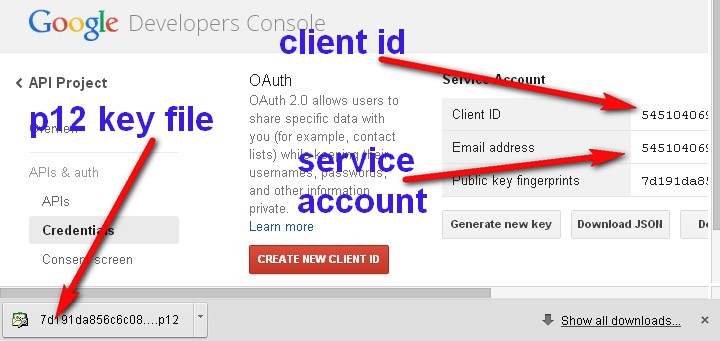 Google Developers Console
client id
API Project
p12 key file
APIs & auth
APIs
Credentials
Consent screen
OAuth
OAuth 2.0 allows users to
share specific data with
you (for example, contact
lists) while keeping their
usernames, passwords,
and other information
private.
Learn more
CREATE NEW CLIENT ID
service
account
Service Account
Client ID 545104069
Email address 545104069
Public key fingerprints 7d191da85
Generate new key Download JSON
7d191da856c6c08....p12
Show all downloads...